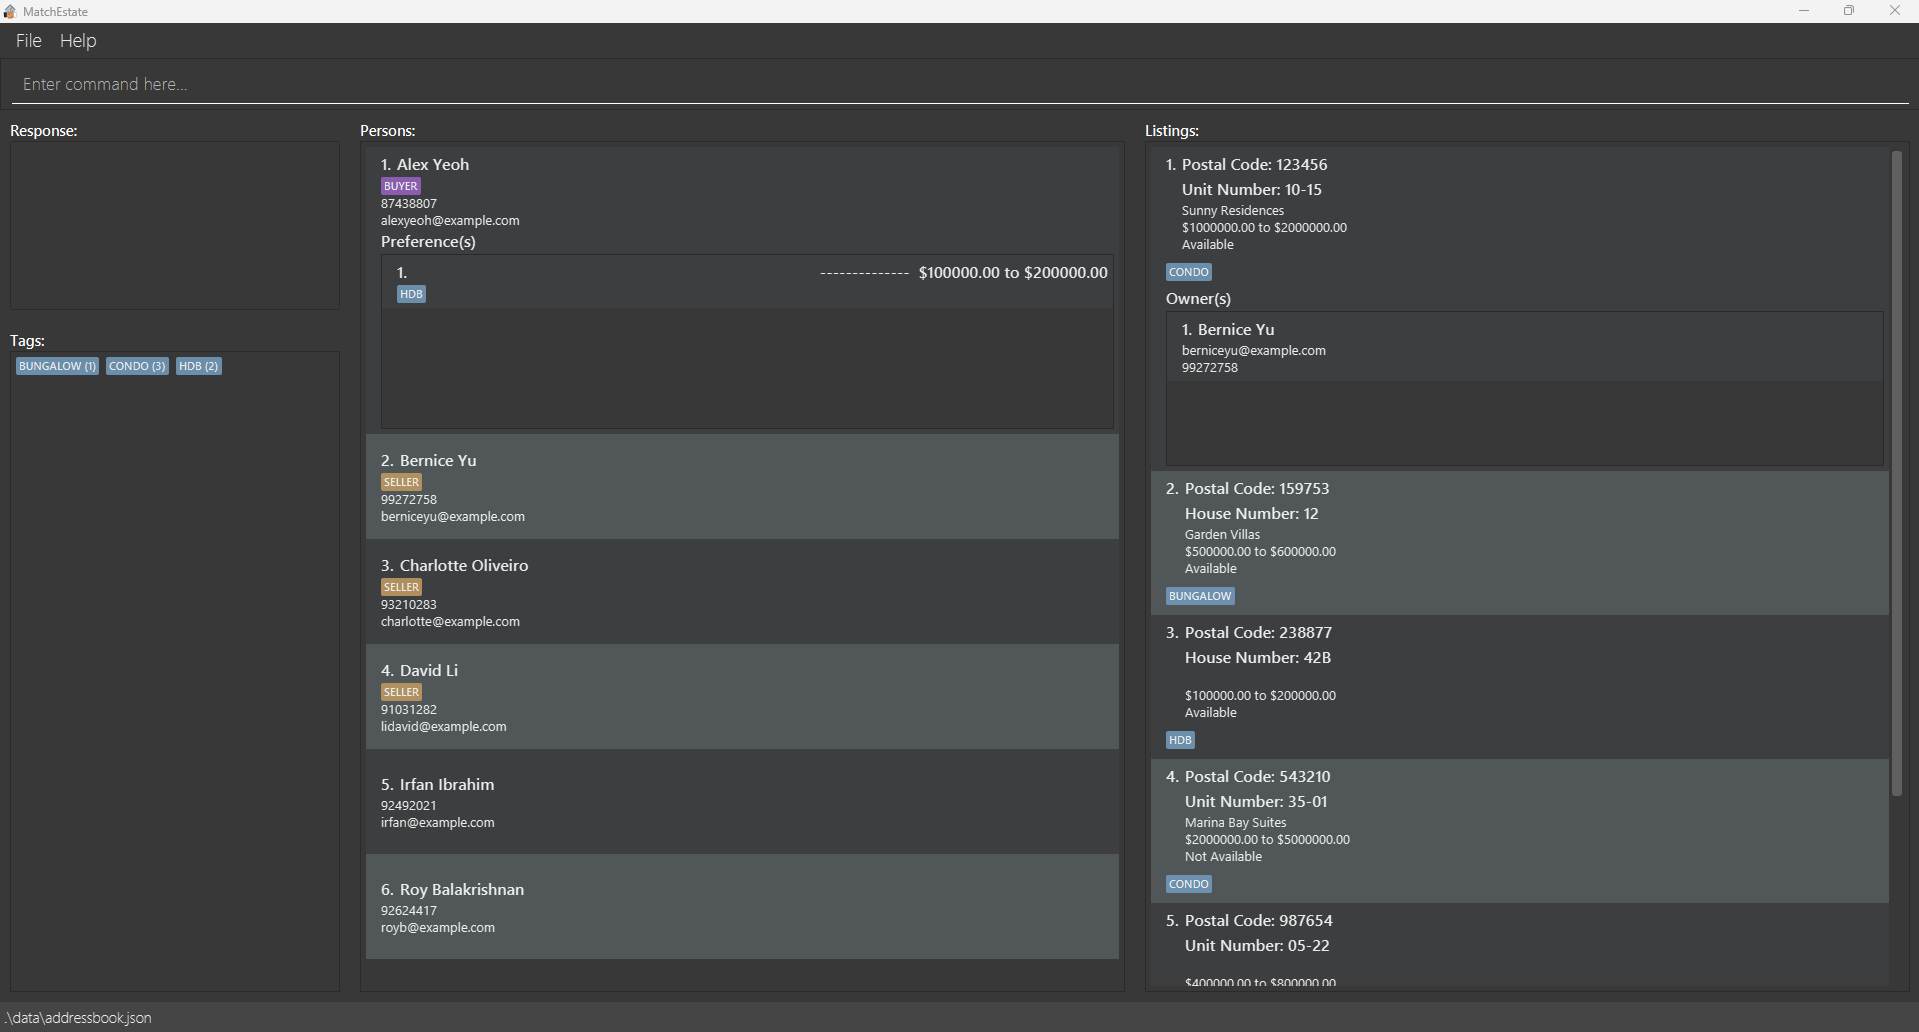 MatchEstate
File Help
Enter command here...
Response:
Tags:
BUNGALOW (1) CONDO (3) HDB (2)
Persons:
1. Alex Yeoh
BUYER
87438807
alexyeoh@example.com
Preference(s)
1. -------------- $100000.00 to $200000.00
HDB
2. Bernice Yu
SELLER
99272758
berniceyu@example.com
3. Charlotte Oliveiro
SELLER
93210283
charlotte@example.com
4. David Li
SELLER
91031282
lidavid@example.com
5. Irfan Ibrahim
92492021
irfan@example.com
6. Roy Balakrishnan
92624417
royb@example.com
Listings:
1. Postal Code: 123456
Unit Number: 10-15
Sunny Residences
$1000000.00 to $2000000.00
Available
CONDO
Owner(s)
1. Bernice Yu
berniceyu@example.com
99272758
2. Postal Code: 159753
House Number: 12
Garden Villas
$500000.00 to $600000.00
Available
BUNGALOW
3. Postal Code: 238877
House Number: 42B
$100000.00 to $200000.00
Available
HDB
4. Postal Code: 543210
Unit Number: 35-01
Marina Bay Suites
$2000000.00 to $5000000.00
Not Available
CONDO
5. Postal Code: 987654
Unit Number: 05-22
$400000.00 to $800000.00
.\data\addressbook.json